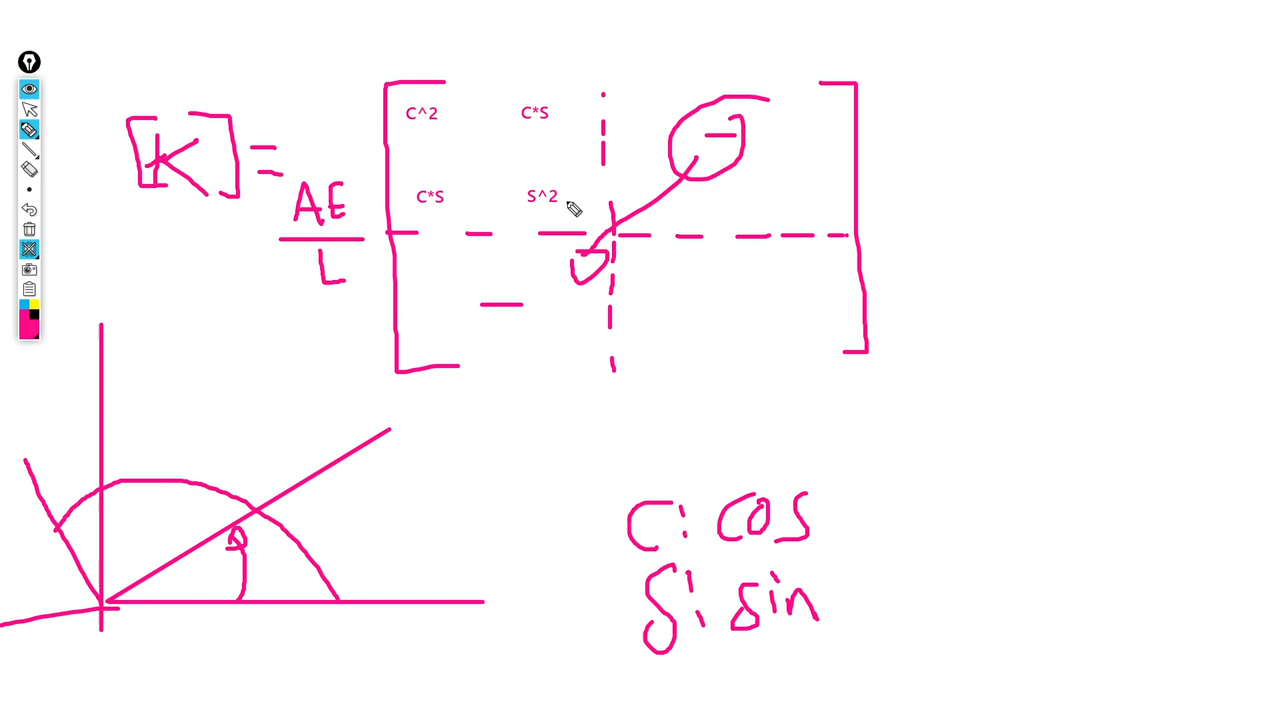 C^2 C*S
[K] = AE/L
C*S S^2
C: COS
S: sin